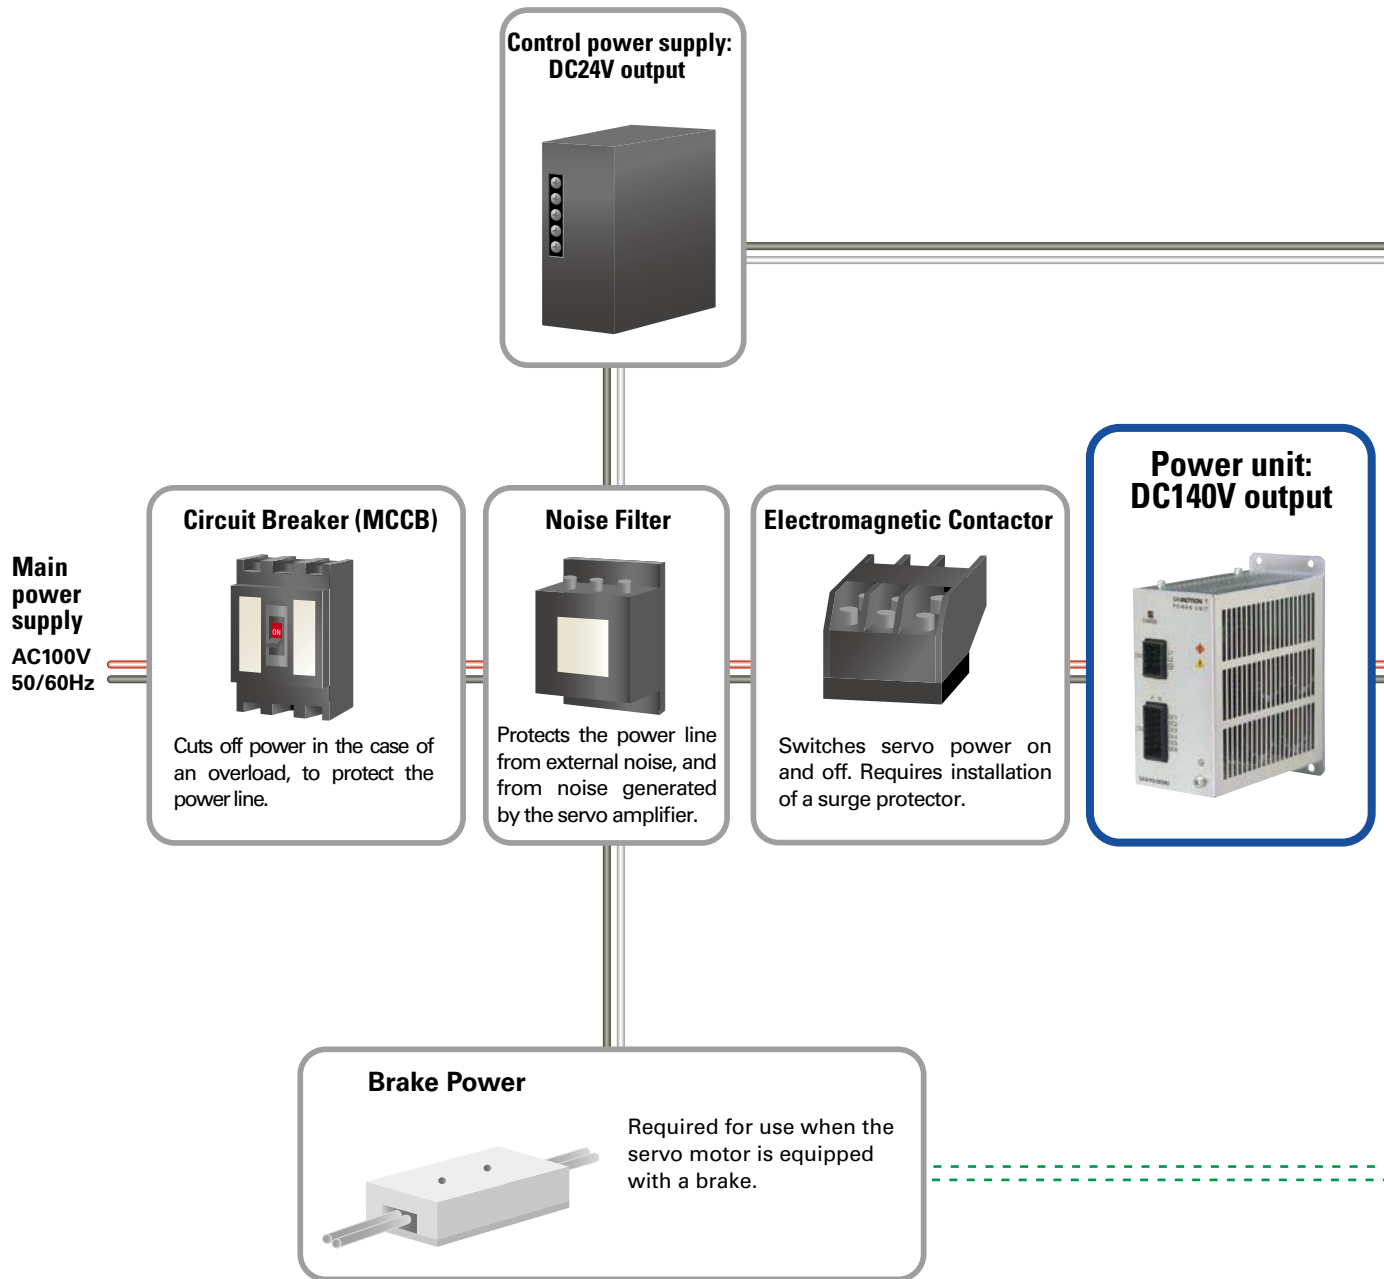 Control power supply:
DC24V output
Power unit:
DC140V output
Circuit Breaker (MCCB)
Noise Filter
Electromagnetic Contactor
Main
power
supply
AC100V
50/60Hz
ON
SANMOTION
POWER UNIT
Cuts off power in the case of
an overload, to protect the
power line.
Protects the power line
from external noise, and
from noise generated
by the servo amplifier.
Switches servo power on
and off. Requires installation
of a surge protector.
Brake Power
Required for use when the
servo motor is equipped
with a brake.